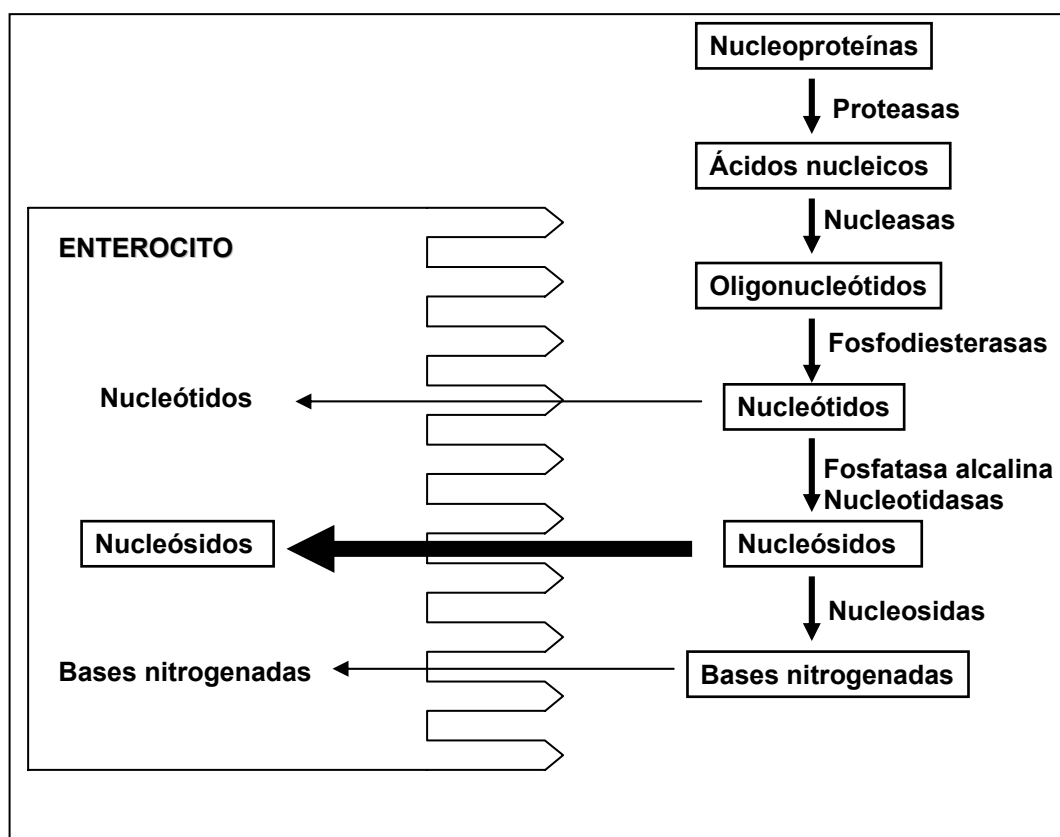 Nucleoproteínas
Proteasas
Ácidos nucleicos
Nucleasas
ENTEROCITO
Oligonucleótidos
Fosfodiesterasas
Nucleótidos
Nucleótidos
Fosfatasa alcalina
Nucleotidasas
Nucleósidos
Nucleósidos
Nucleosidas
Bases nitrogenadas
Bases nitrogenadas